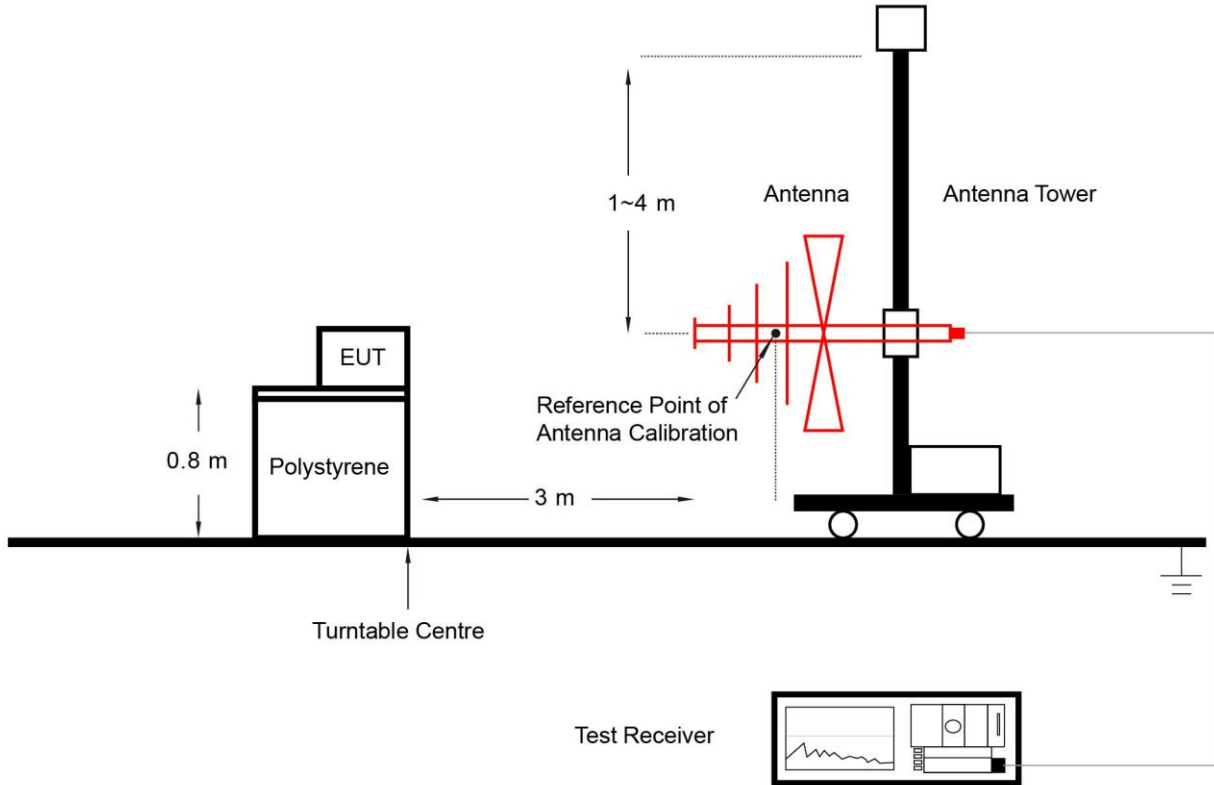 1~4 m
Antenna
Antenna Tower
EUT
Reference Point of
Antenna Calibration
0.8 m
Polystyrene
3 m
Turntable Centre
Test Receiver